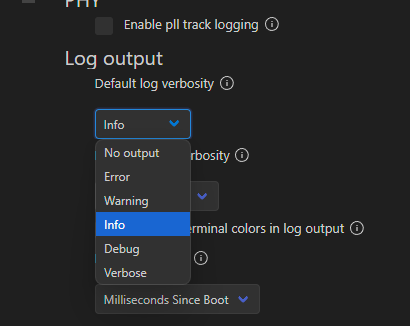 PHY
Enable pll track logging
Log output
Default log verbosity
Info
No output
rbosity
Error
Warning
Info
erminal colors in log output
Debug
Verbose
Milliseconds Since Boot